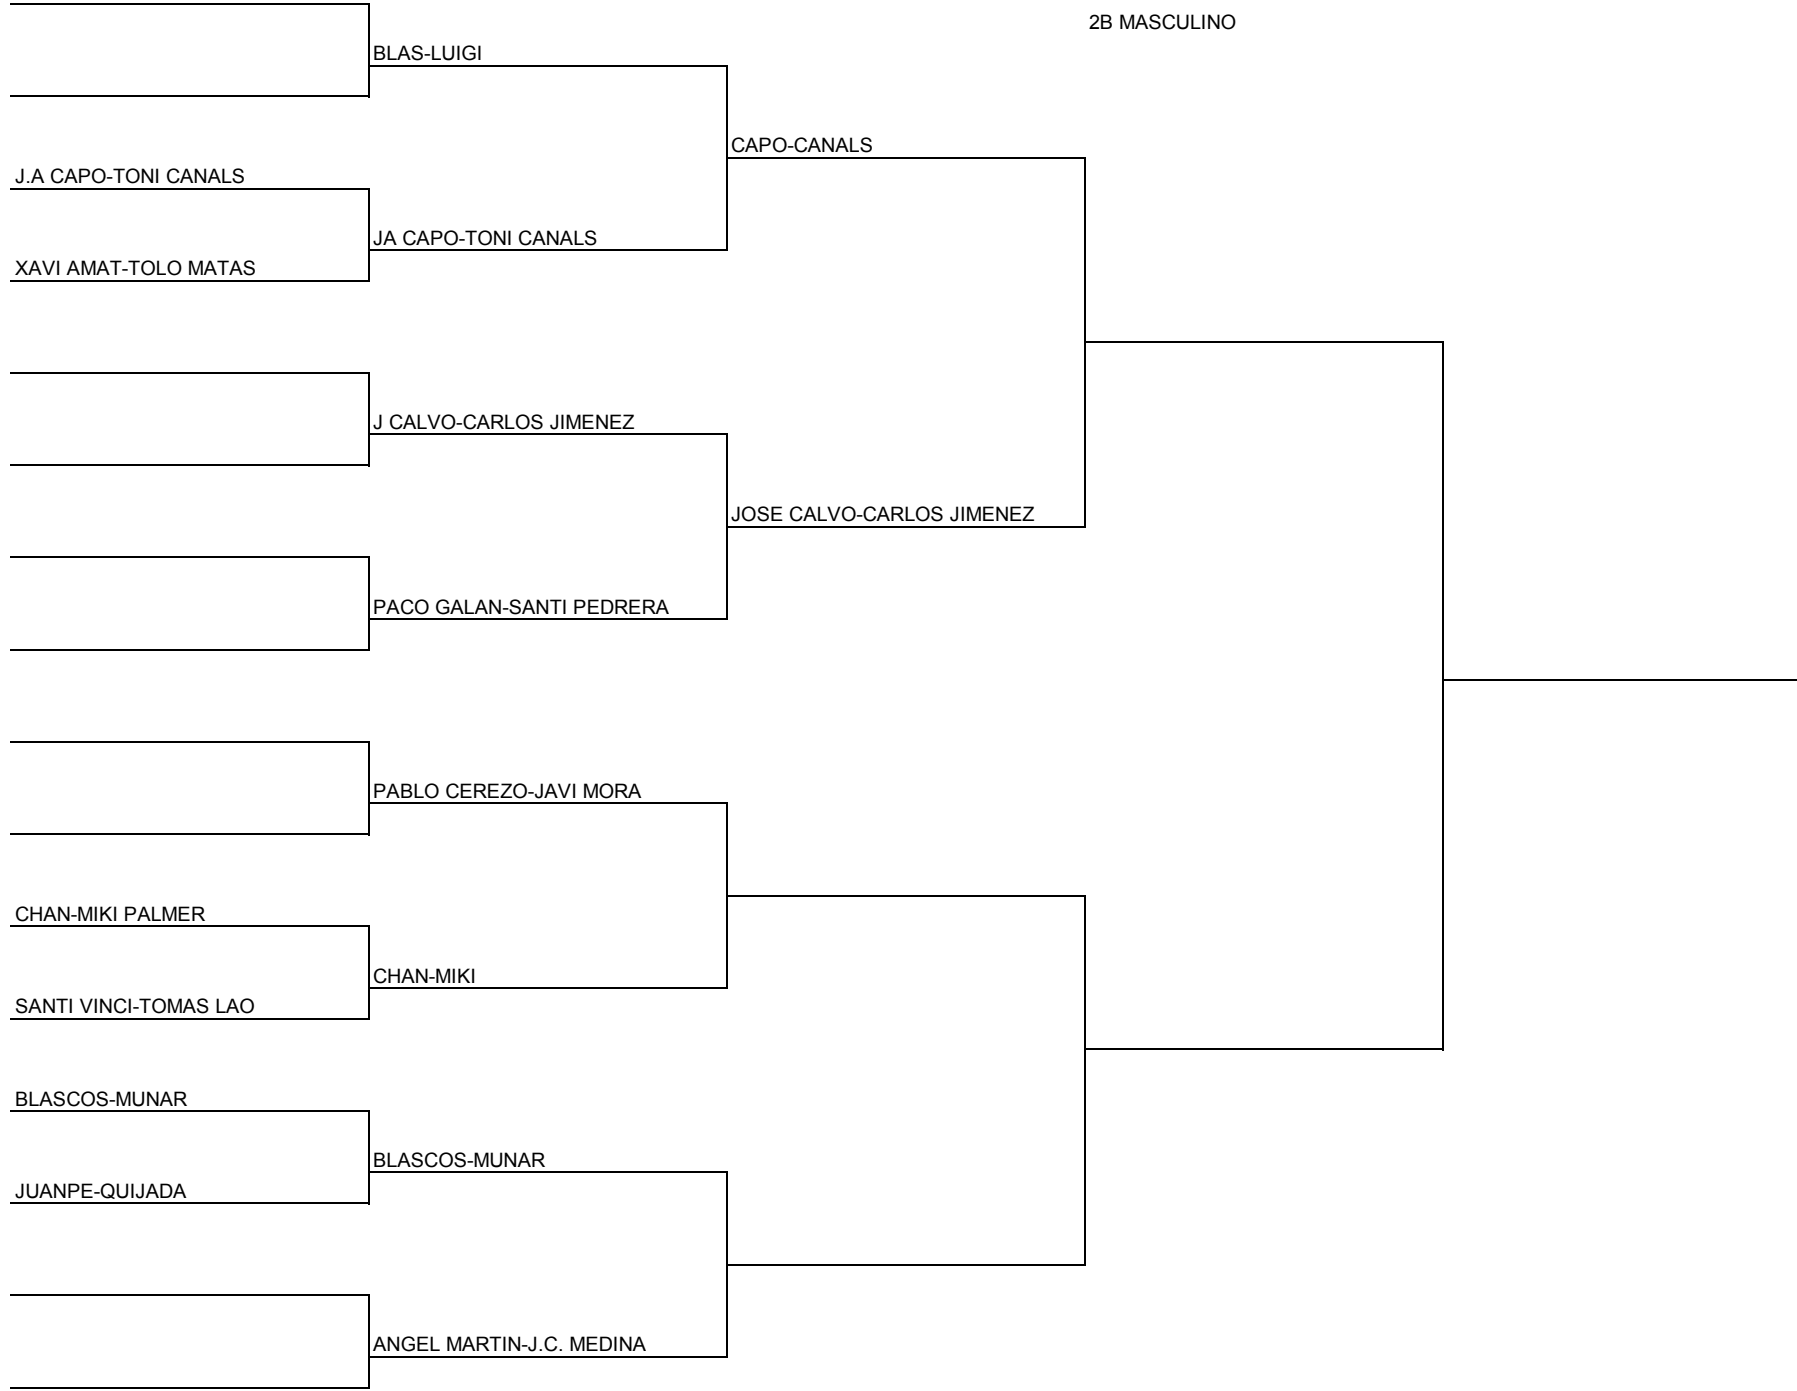 2B MASCULINO
BLAS-LUIGI
CAPO-CANALS
J.A CAPO-TONI CANALS
JA CAPO-TONI CANALS
XAVI AMAT-TOLO MATAS
J CALVO-CARLOS JIMENEZ
JOSE CALVO-CARLOS JIMENEZ
PACO GALAN-SANTI PEDRERA
PABLO CEREZO-JAVI MORA
CHAN-MIKI PALMER
CHAN-MIKI
SANTI VINCI-TOMAS LAO
BLASCOS-MUNAR
BLASCOS-MUNAR
JUANPE-QUIJADA
ANGEL MARTIN-J.C. MEDINA